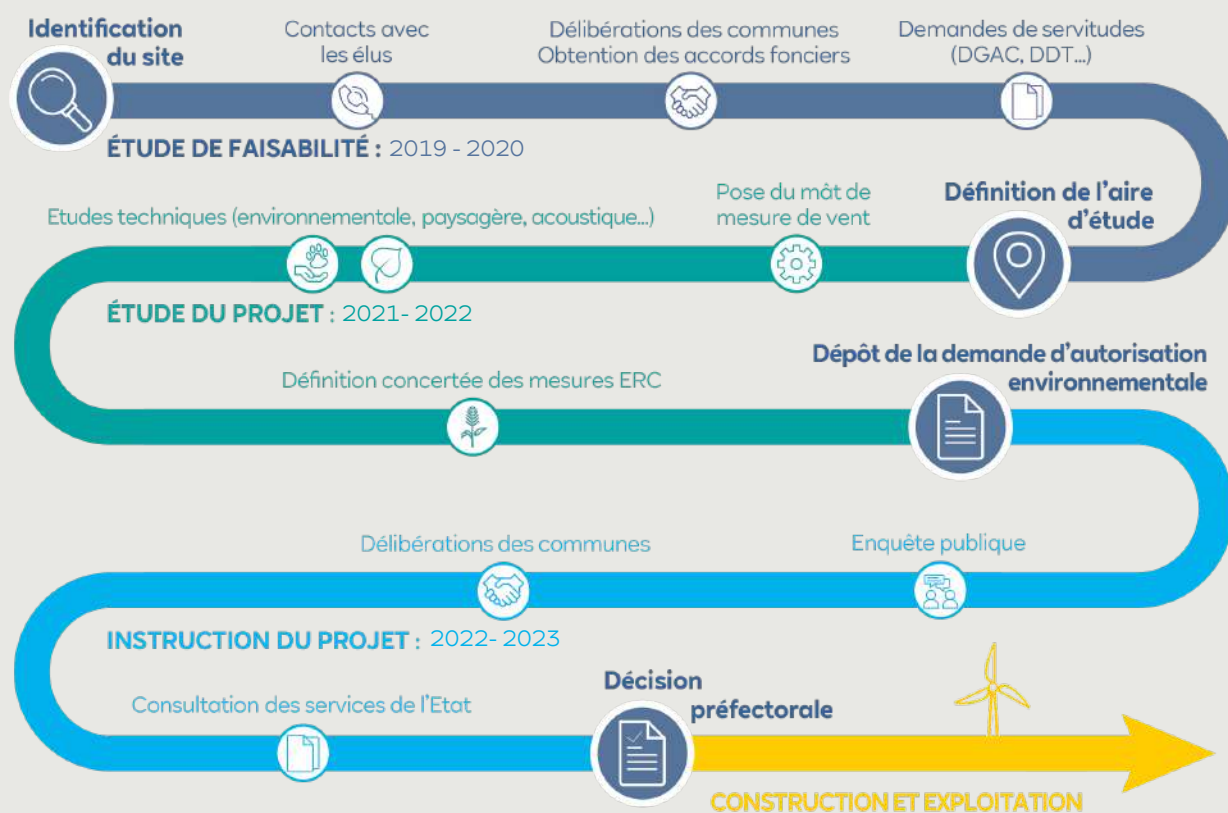 Identification
du site
Contacts avec
les élus
Délibérations des communes
Obtention des accords fonciers
Demandes de servitudes
(DGAC, DDT...)
ÉTUDE DE FAISABILITÉ : 2019 - 2020
Définition de l'aire
d'étude
Pose du mât de
mesure de vent
Etudes techniques (environnementale, paysagère, acoustique...)
ÉTUDE DU PROJET : 2021- 2022
Définition concertée des mesures ERC
Dépôt de la demande d'autorisation
environnementale
Enquête publique
Délibérations des communes
INSTRUCTION DU PROJET : 2022- 2023
Consultation des services de l'Etat
Décision
préfectorale
CONSTRUCTION ET EXPLOITATION